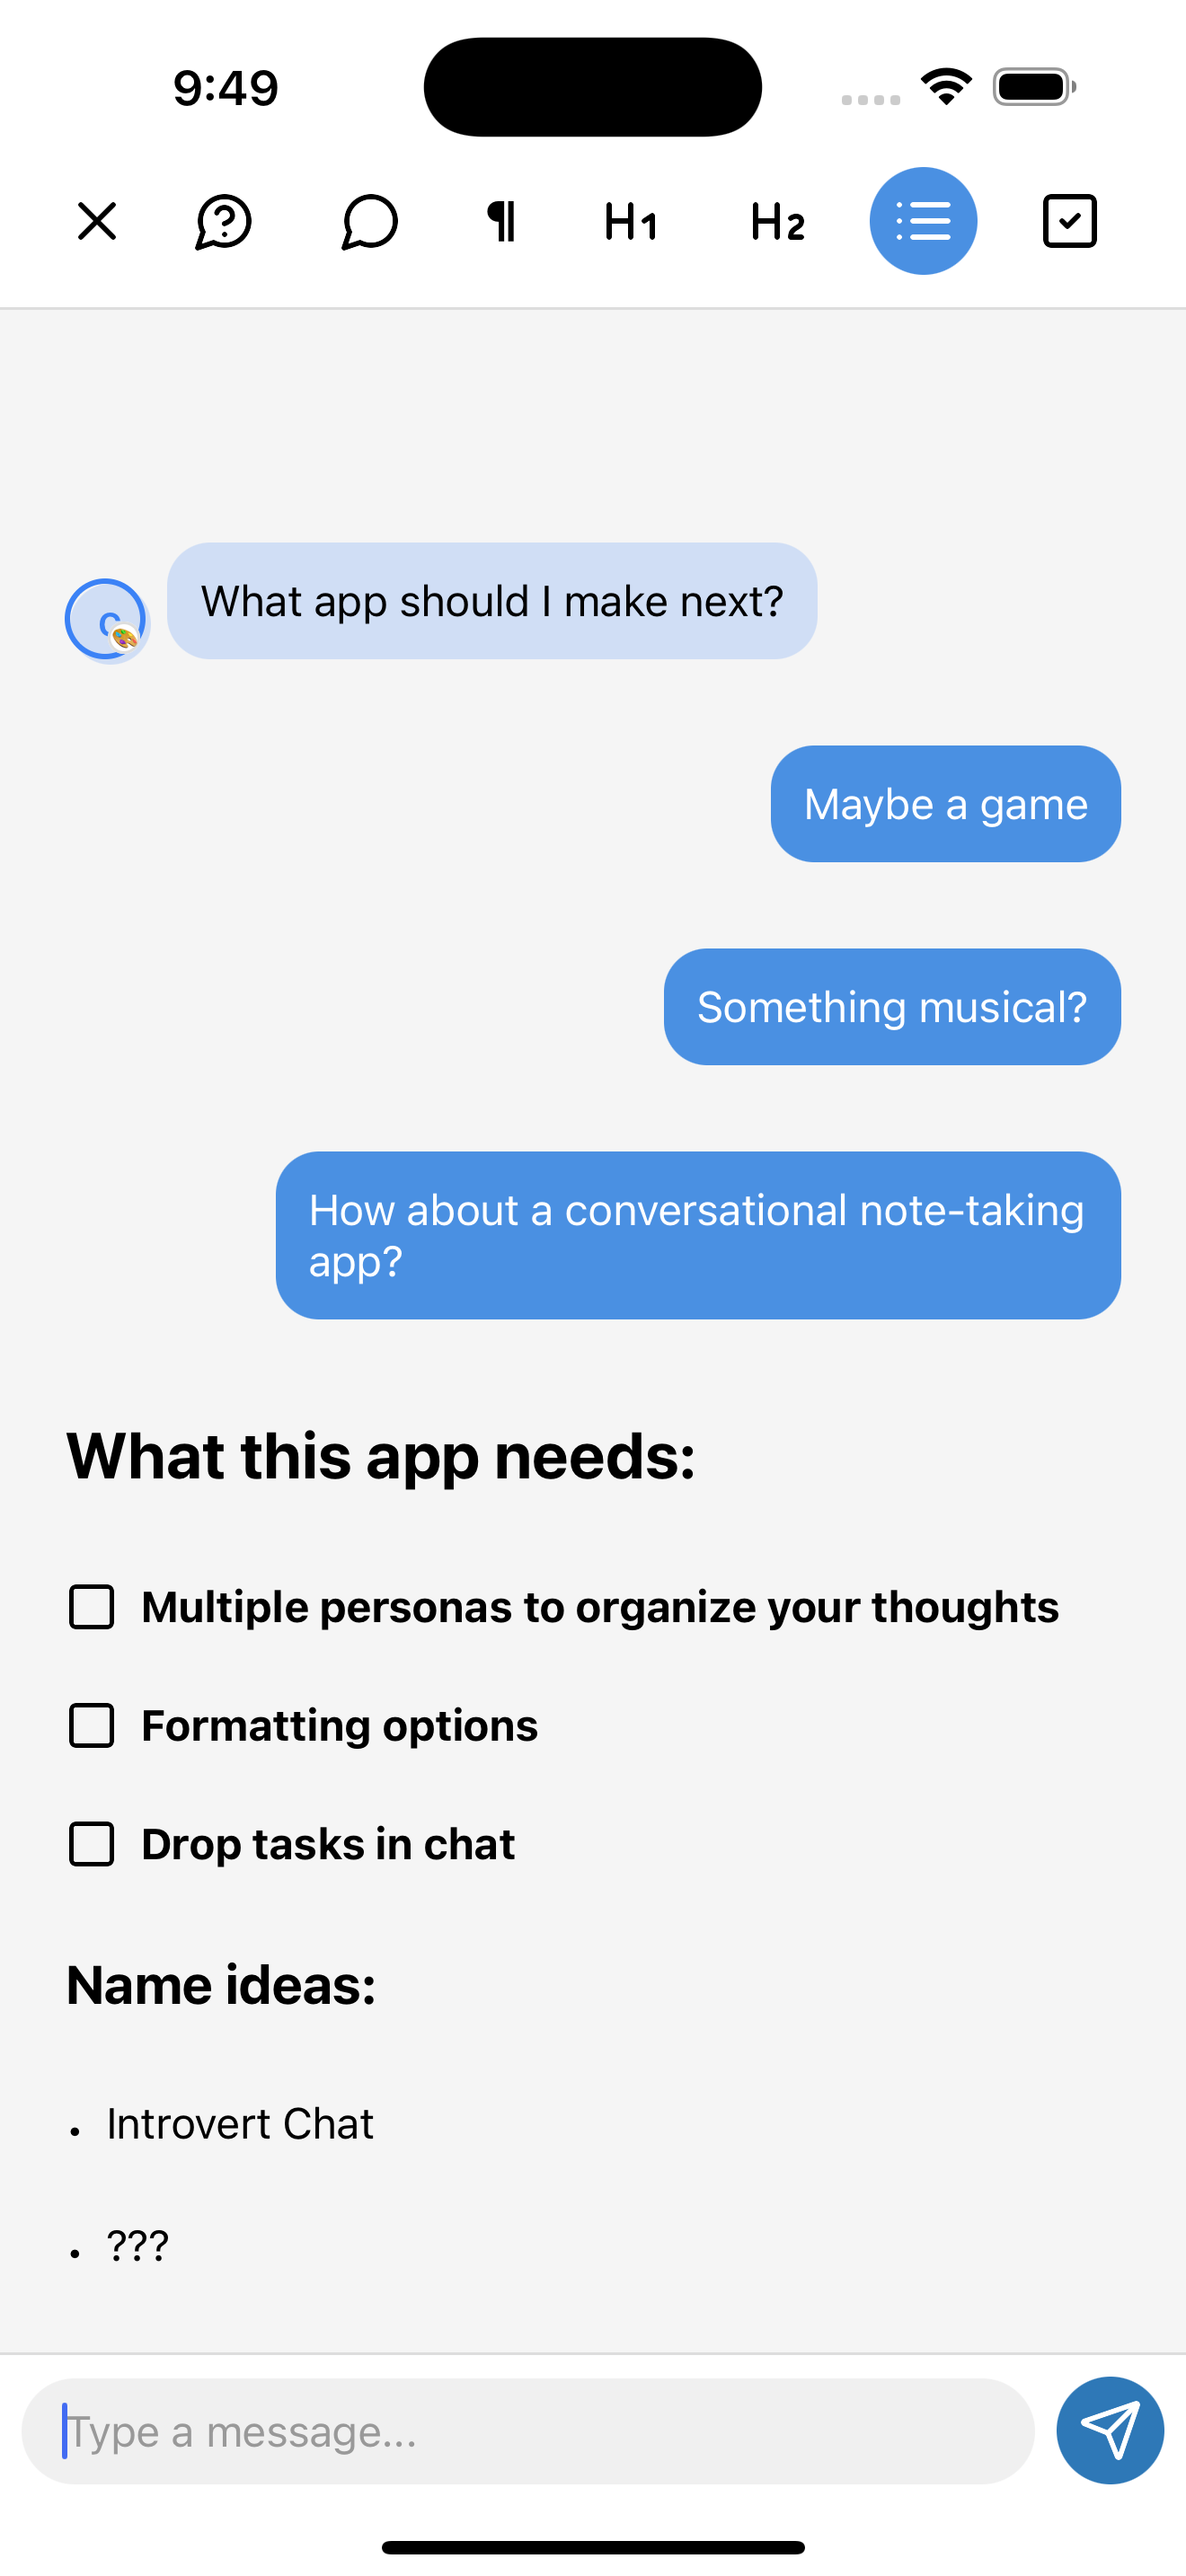 9:49
H1
H2
What app should I make next?
Maybe a game
Something musical?
How about a conversational note-taking
app?
What this app needs:
Multiple personas to organize your thoughts
Formatting options
Drop tasks in chat
Name ideas:
• Introvert Chat
• ???
Type a message...